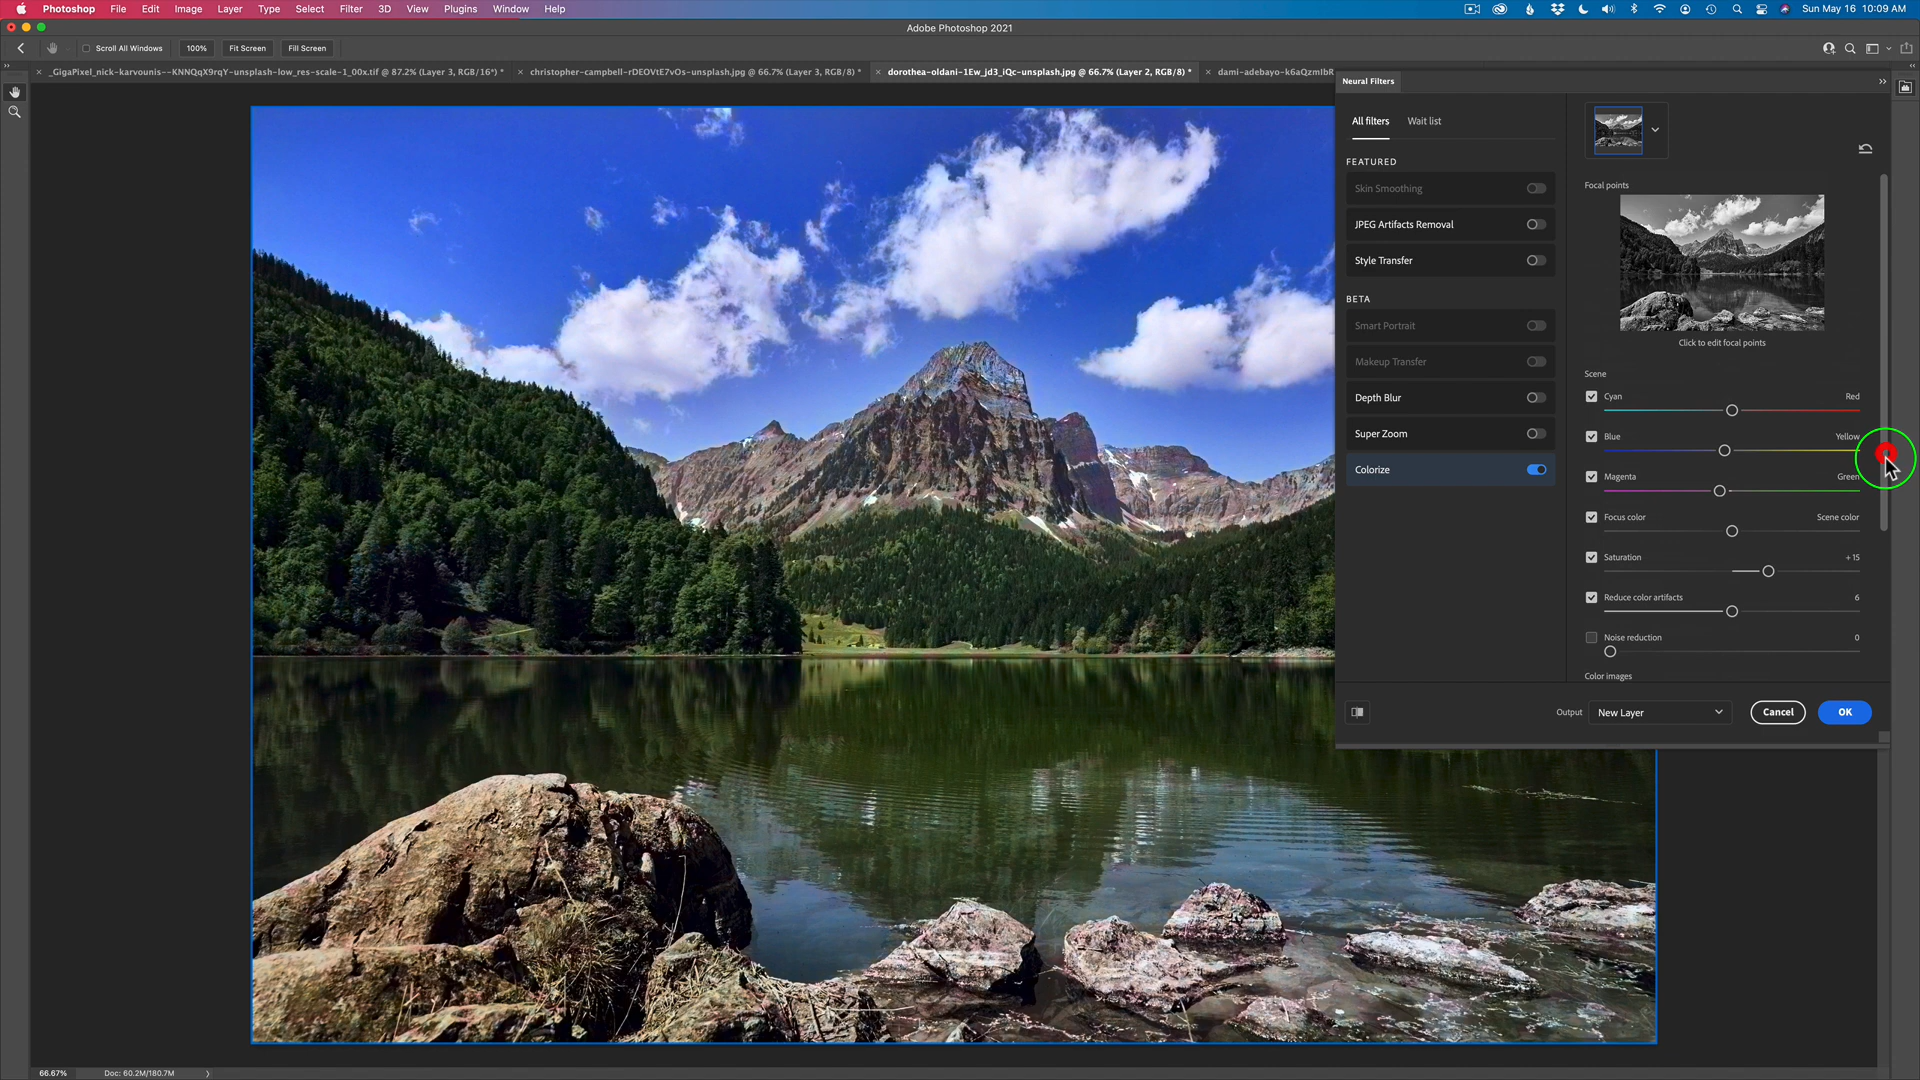 Photoshop File Edit Image Layer Type Select Filter 3D View Plugins Window Help Sun May 16 10:09 AM
Adobe Photoshop 2021
Scroll All Windows 100% Fit Screen Fill Screen
_GigaPixel_nick-karvounis--KNNQqX9rqY-unsplash-low_res-scale-1_00x.tif @ 87.2% (Layer 3, RGB/16*) * christopher-campbell-rDEOVtE7vOs-unsplash.jpg @ 66.7% (Layer 3, RGB/8) * dorothea-oldani-1Ew_jd3_iQc-unsplash.jpg @ 66.7% (Layer 2, RGB/8) * dami-adebayo-k6aQzmIbR
Neural Filters
All filters Wait list
FEATURED
Skin Smoothing
JPEG Artifacts Removal
Style Transfer
BETA
Smart Portrait
Makeup Transfer
Depth Blur
Super Zoom
Colorize
Focal points
Click to edit focal points
Scene
Cyan Red
Blue Yellow
Magenta Green
Focus color Scene color
Saturation +15
Reduce color artifacts 6
Noise reduction 0
Color images
Output New Layer Cancel OK
66.67% Doc: 60.2M/180.7M